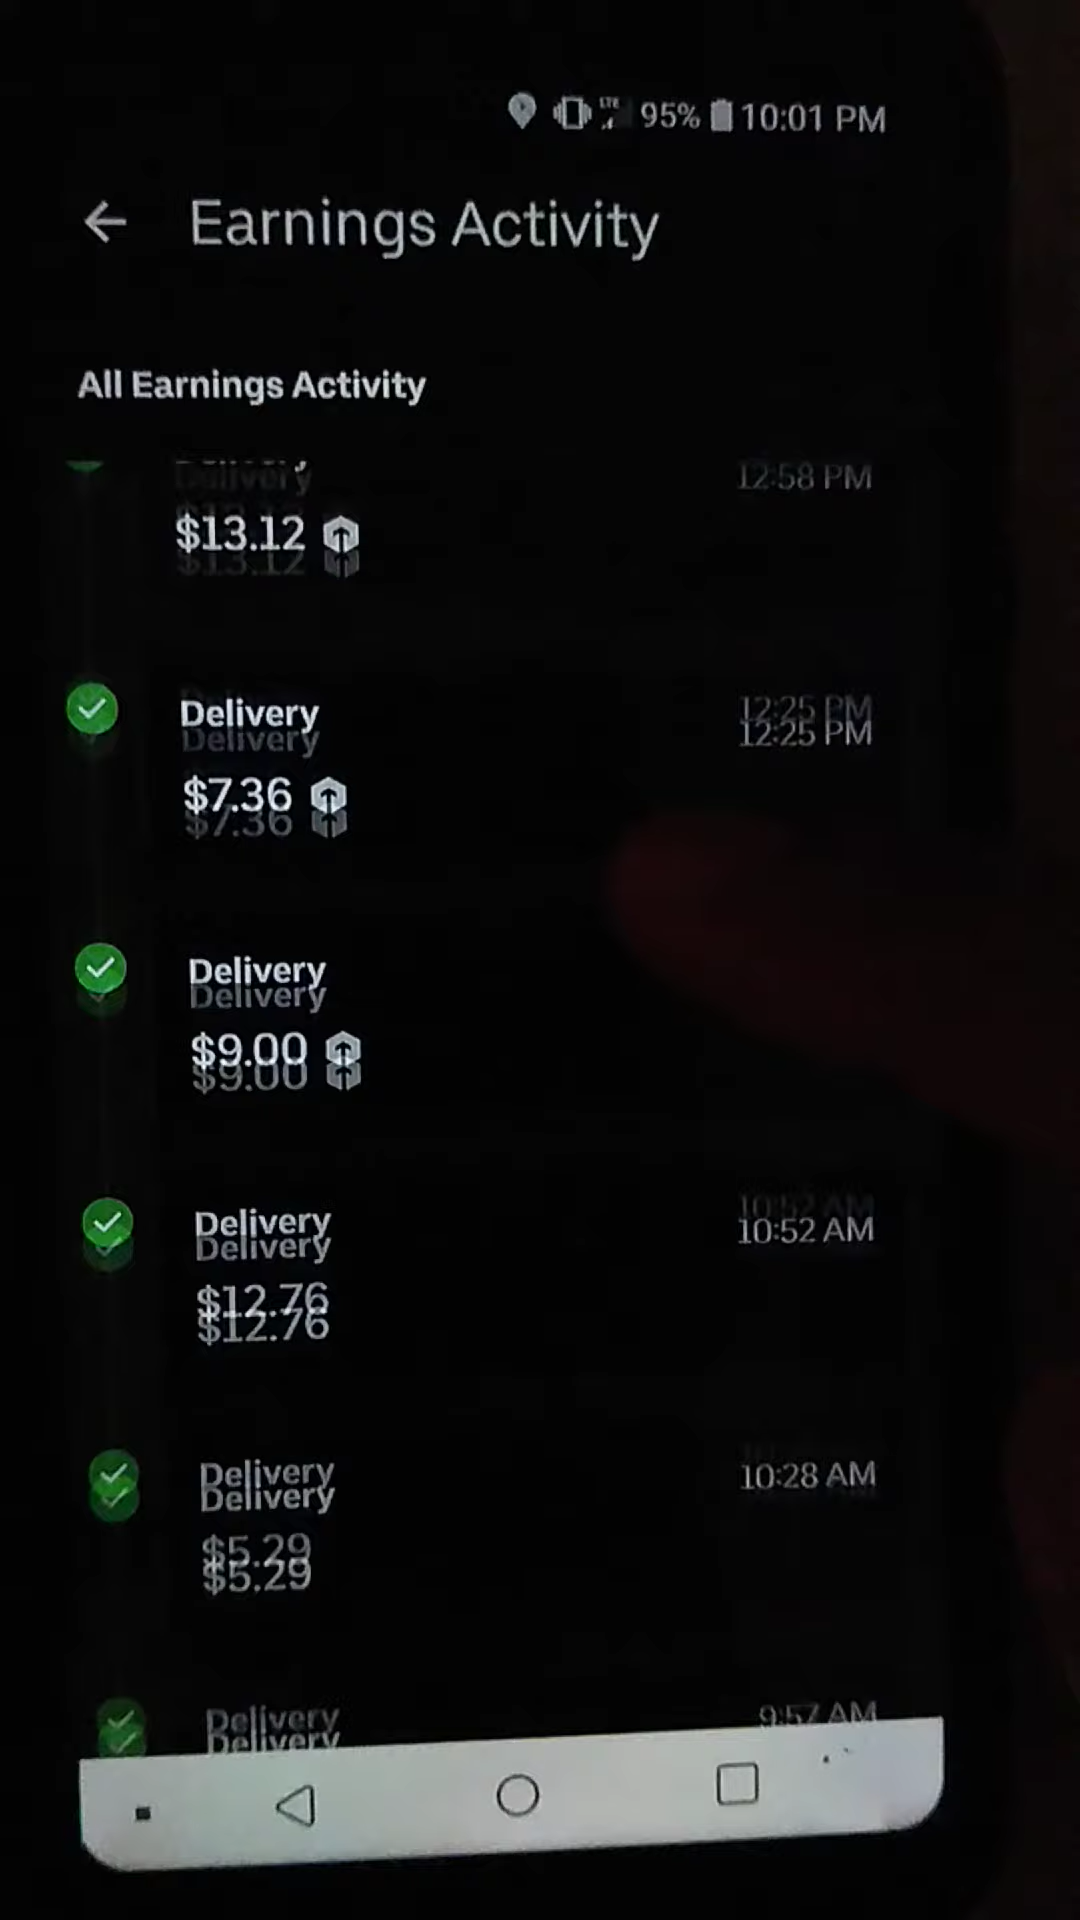 LTE 95% 10:01 PM
Earnings Activity
All Earnings Activity
Delivery 12:58 PM
$13.12
Delivery 12:25 PM
$7.36
Delivery
$9.00
Delivery 10:52 AM
$12.76
Delivery 10:28 AM
$5.29
Delivery 9:57 AM